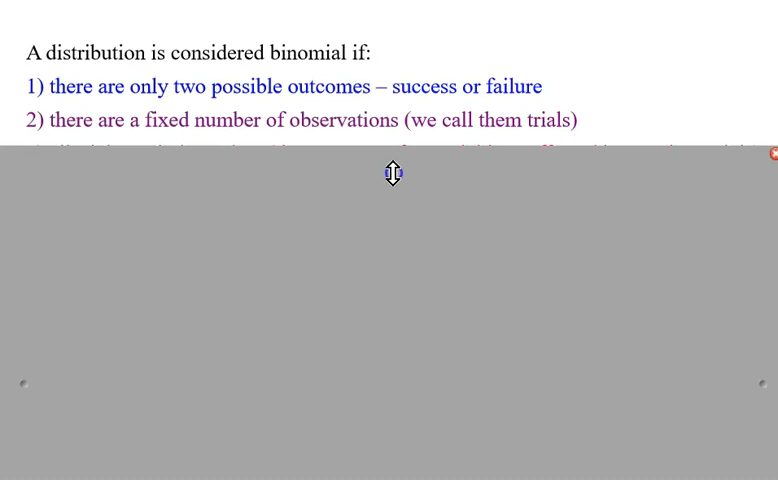 A distribution is considered binomial if:
1) there are only two possible outcomes – success or failure
2) there are a fixed number of observations (we call them trials)